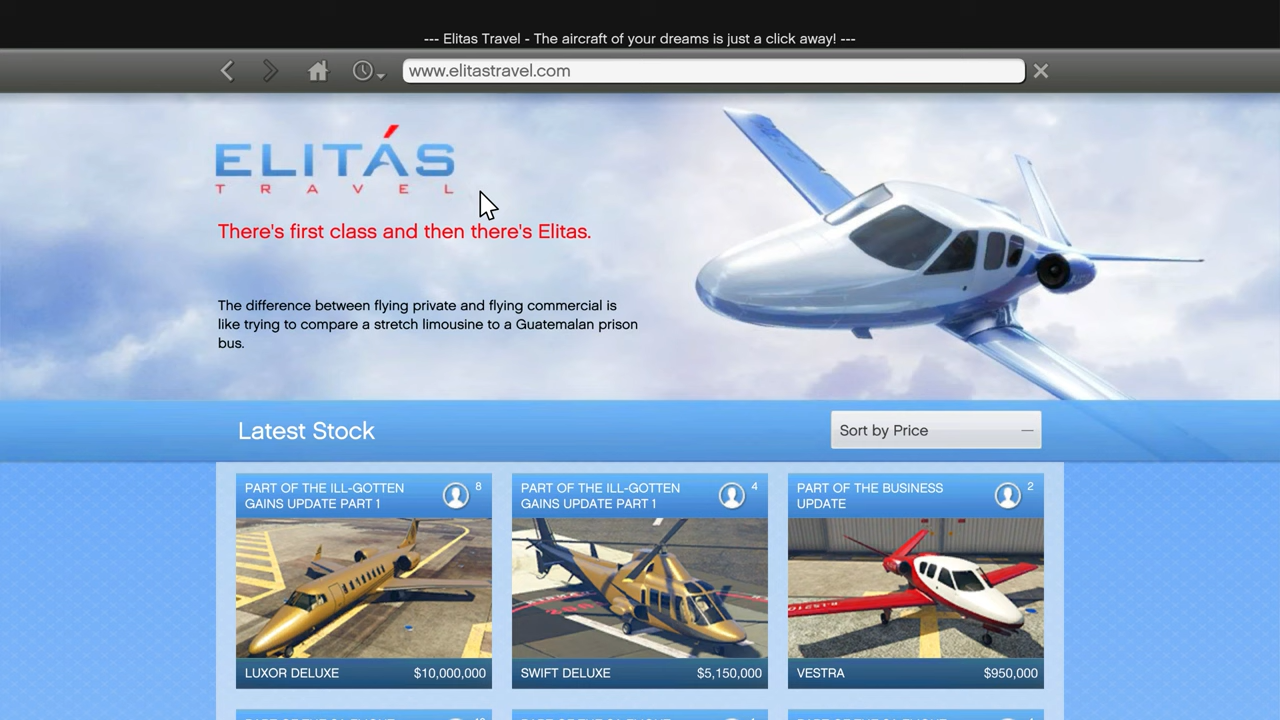 --- Elitas Travel - The aircraft of your dreams is just a click away! ---
www.elitastravel.com
ELITÁS
TRAVEL
There's first class and then there's Elitas.
The difference between flying private and flying commercial is
like trying to compare a stretch limousine to a Guatemalan prison
bus.
Latest Stock
Sort by Price
PART OF THE ILL-GOTTEN
GAINS UPDATE PART 1
8
PART OF THE ILL-GOTTEN
GAINS UPDATE PART 1
4
PART OF THE BUSINESS
UPDATE
2
LUXOR DELUXE
$10,000,000
SWIFT DELUXE
$5,150,000
VESTRA
$950,000